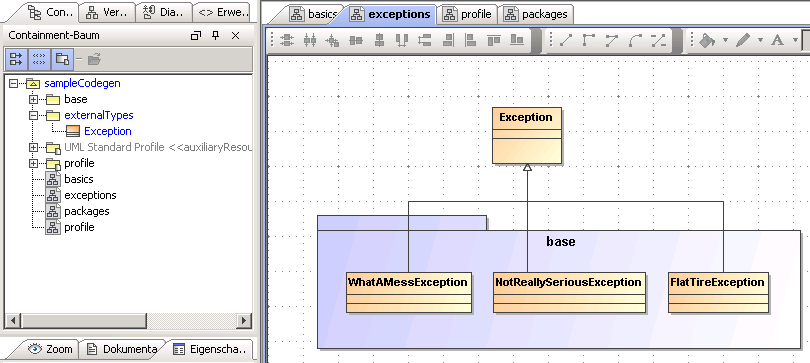 Con...
Ver...
Dia...
<> Erwe...
Containment-Baum
sampleCodegen
base
externalTypes
Exception
UML Standard Profile <<auxiliaryResou
profile
basics
exceptions
packages
profile
Zoom
Dokumenta
Eigenscha...
basics
exceptions
profile
packages
A
Exception
base
WhatAMessException
NotReallySeriousException
FlatTireException